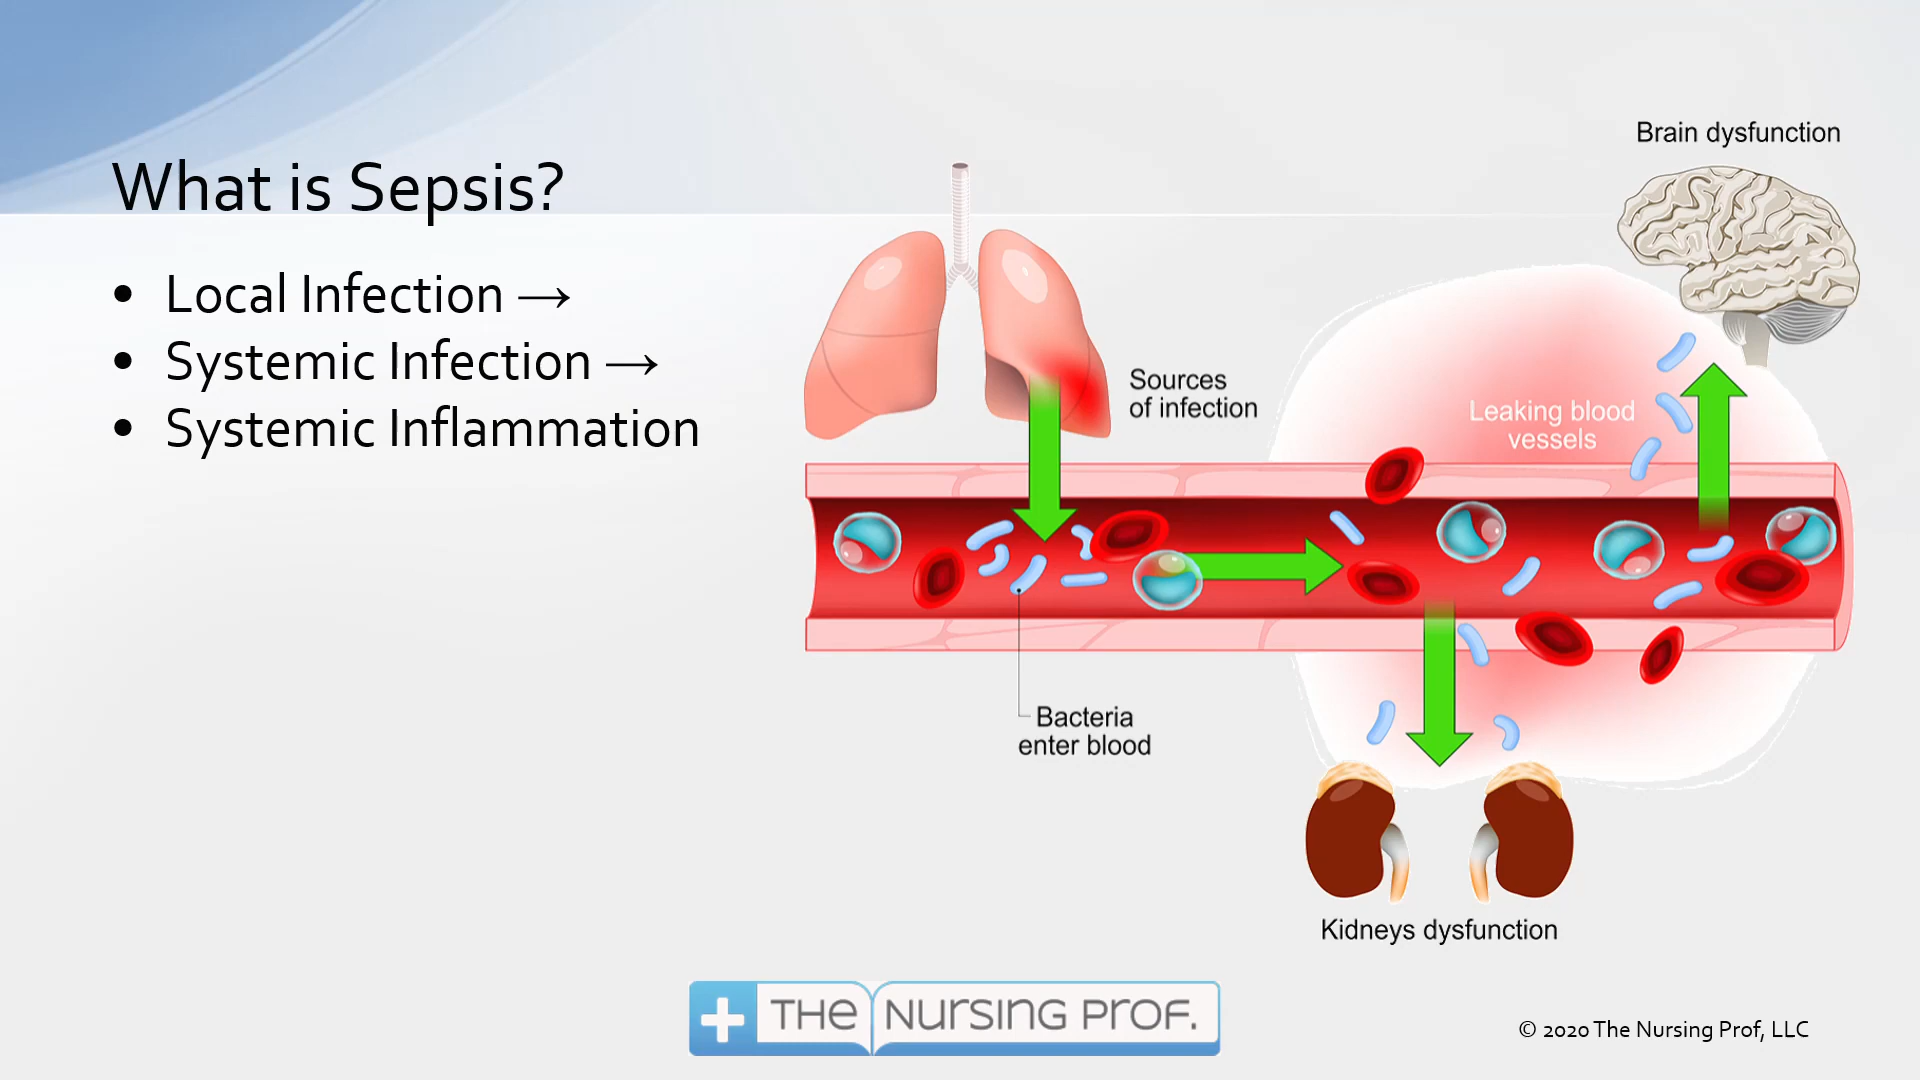 What is Sepsis?
• Local Infection →
• Systemic Infection →
• Systemic Inflammation
Brain dysfunction
Sources
of infection
Leaking blood
vessels
Bacteria
enter blood
Kidneys dysfunction
THE NURSING PROF.
© 2020 The Nursing Prof, LLC